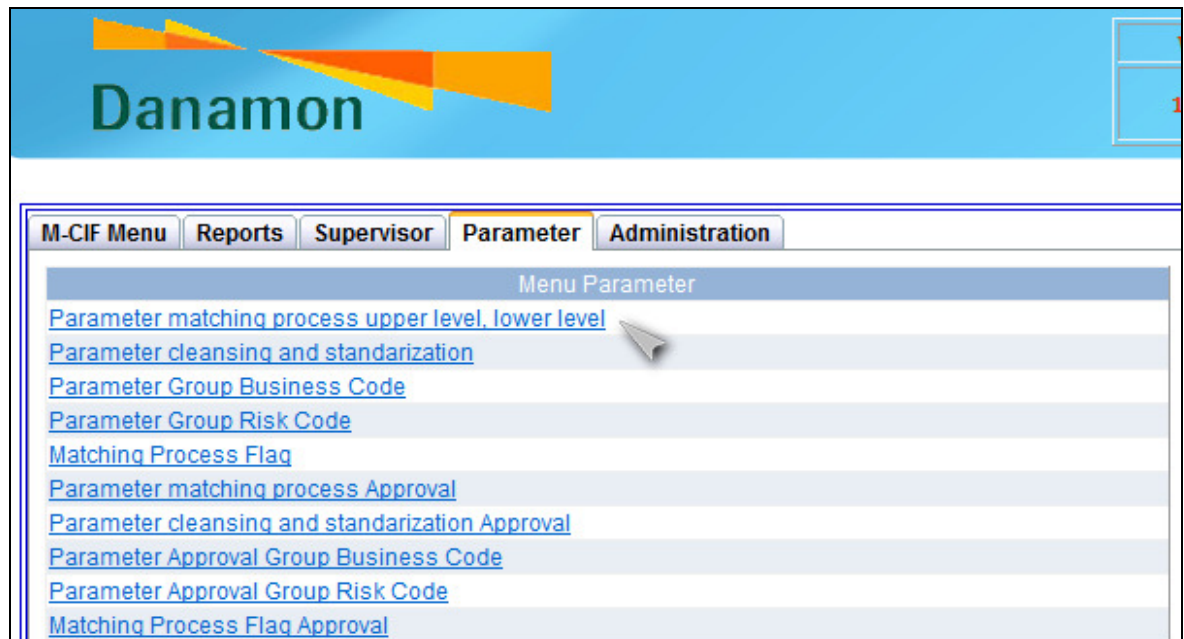 Danamon
M-CIF Menu Reports Supervisor Parameter Administration
Menu Parameter
Parameter matching process upper level, lower level
Parameter cleansing and standarization
Parameter Group Business Code
Parameter Group Risk Code
Matching Process Flag
Parameter matching process Approval
Parameter cleansing and standarization Approval
Parameter Approval Group Business Code
Parameter Approval Group Risk Code
Matching Process Flag Approval